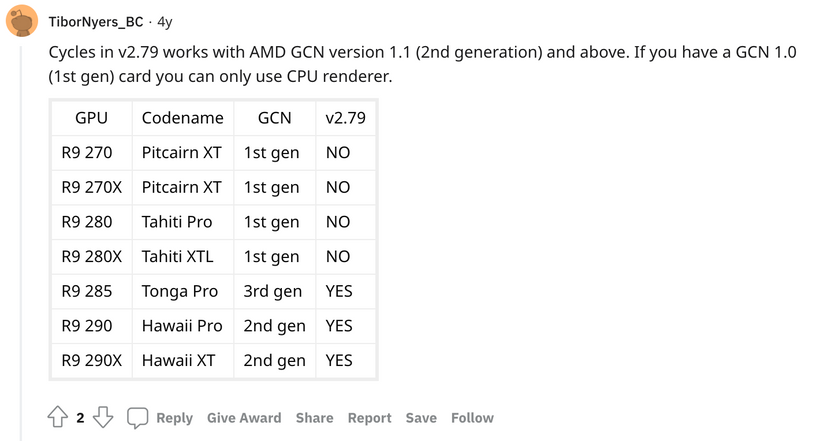 TiborNyers_BC · 4y
Cycles in v2.79 works with AMD GCN version 1.1 (2nd generation) and above. If you have a GCN 1.0
(1st gen) card you can only use CPU renderer.
GPU Codename GCN v2.79
R9 270 Pitcairn XT 1st gen NO
R9 270X Pitcairn XT 1st gen NO
R9 280 Tahiti Pro 1st gen NO
R9 280X Tahiti XTL 1st gen NO
R9 285 Tonga Pro 3rd gen YES
R9 290 Hawaii Pro 2nd gen YES
R9 290X Hawaii XT 2nd gen YES
2 Reply Give Award Share Report Save Follow